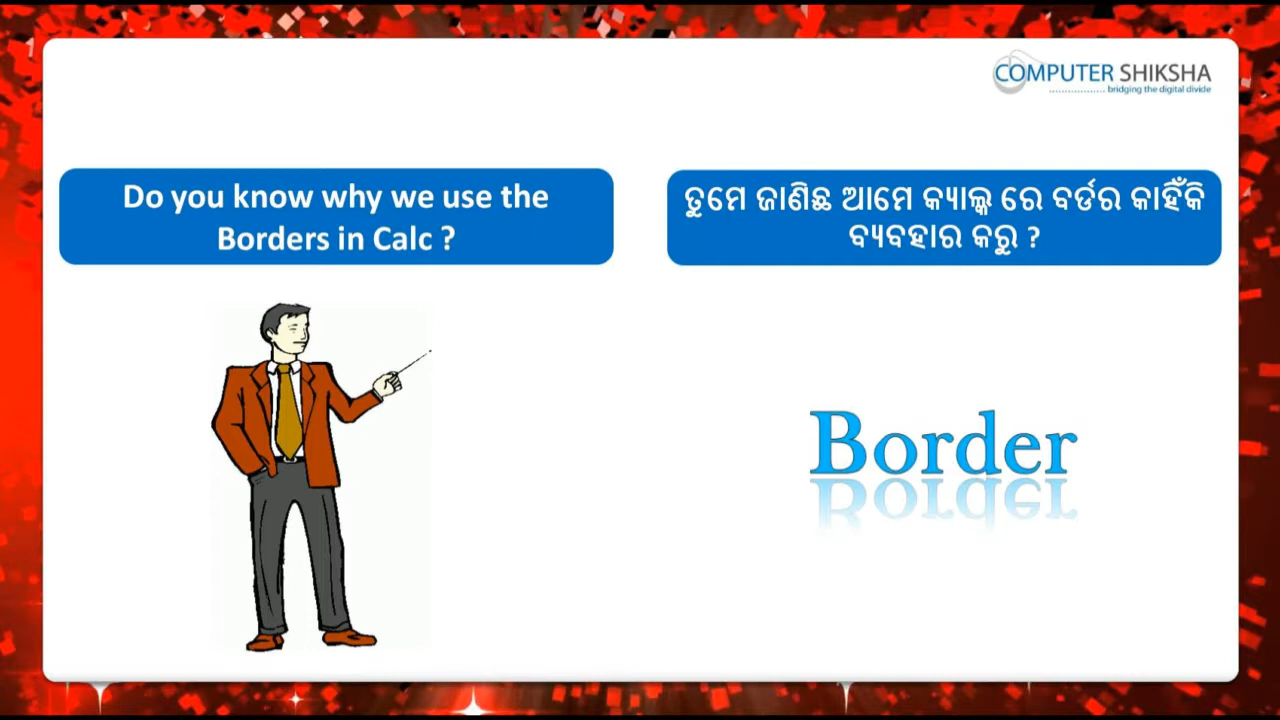 COMPUTER SHIKSHA
bridging the digital divide
Do you know why we use the
Borders in Calc ?
ତୁମେ ଜାଣିଛ ଆମେ କ୍ୟାଲ୍କ ରେ ବର୍ଡର କାହିଁକି
ବ୍ୟବହାର କରୁ ?
Border